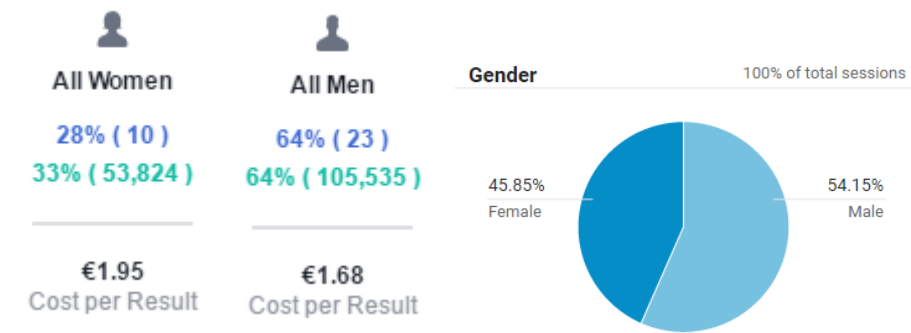 All Women
28% ( 10 )
33% ( 53,824 )
€1.95
Cost per Result
All Men
64% ( 23 )
64% ( 105,535 )
€1.68
Cost per Result
Gender
100% of total sessions
45.85%
Female
54.15%
Male